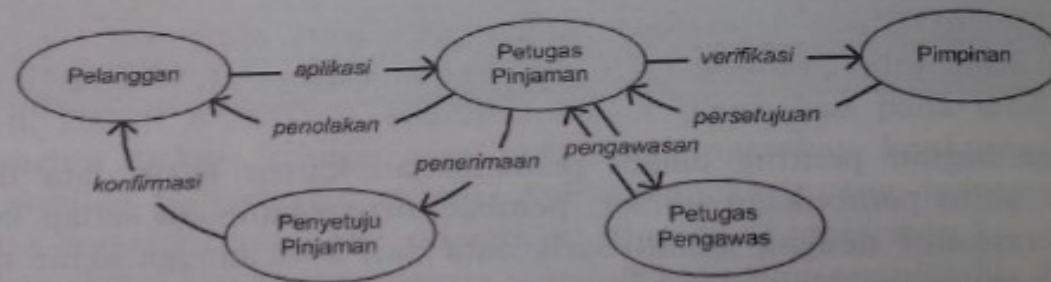 Pelanggan
aplikasi
Petugas
Pinjaman
verifikasi
Pimpinan
penolakan
persetujuan
penerimaan
pengawasan
konfirmasi
Penyetuju
Pinjaman
Petugas
Pengawas